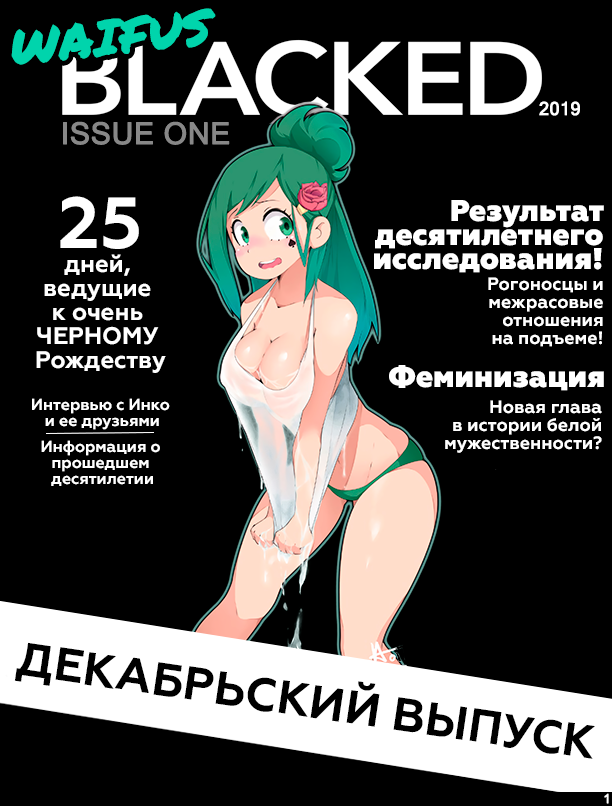 WAIFUS
BLACKED
2019
ISSUE ONE
25
дней,
ведущие
к очень
ЧЕРНОМУ
Рождеству
Интервью с Инко
и ее друзьями
Информация о
прошедшем
десятилетии
Результат
десятилетнего
исследования!
Рогоносцы и
межрасовые
отношения
на подъеме!
Феминизация
Новая глава
в истории белой
мужественности?
ДЕКАБРЬСКИЙ ВЫПУСК
1